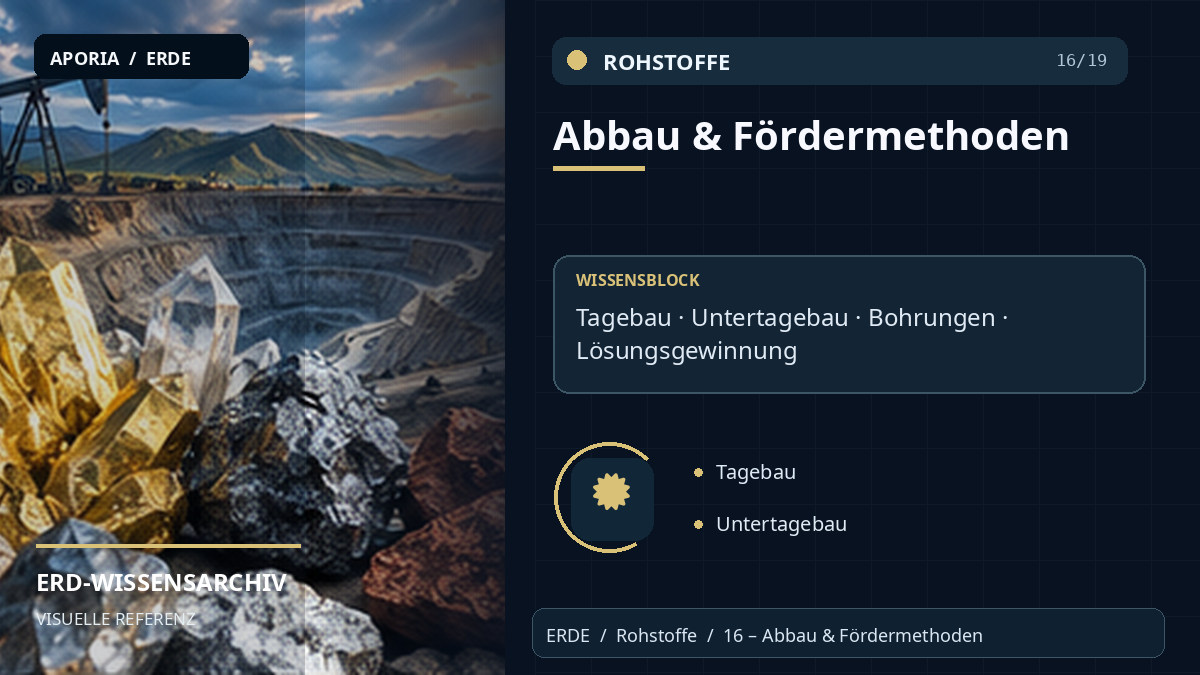 APORIA / ERDE
ERD-WISSENSARCHIV
VISUELLE REFERENZ
ROHSTOFFE
16/19
Abbau & Fördermethoden
WISSENSBLOCK
Tagebau · Untertagebau · Bohrungen ·
Lösungsgewinnung
Tagebau
Untertagebau
ERDE / Rohstoffe / 16 – Abbau & Fördermethoden